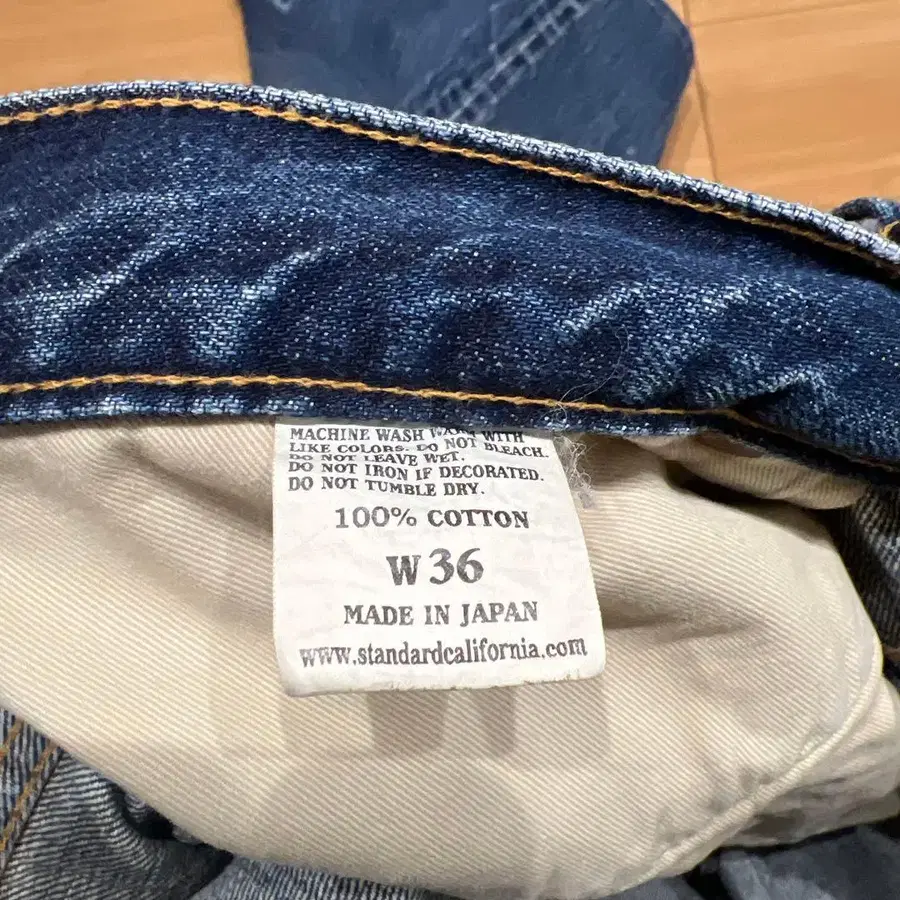 MACHINE WASH WARM WITH
LIKE COLORS. DO NOT BLEACH.
DO NOT LEAVE WET.
DO NOT IRON IF DECORATED.
DO NOT TUMBLE DRY.
100% COTTON
W 36
MADE IN JAPAN
www.standardcalifornia.com